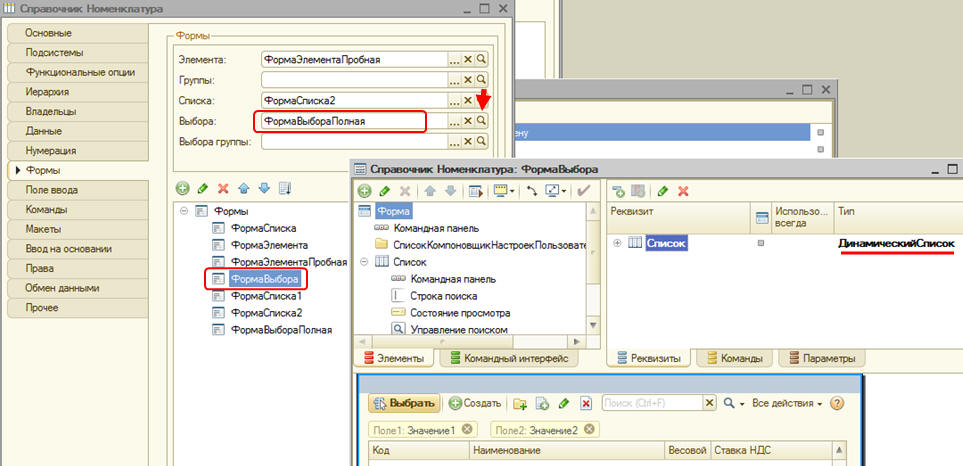 Справочник Номенклатура
Основные
Подсистемы
Функциональные опции
Иерархия
Владельцы
Данные
Нумерация
Формы
Поле ввода
Команды
Макеты
Ввод на основании
Права
Обмен данными
Прочее
Формы
Элемента: ФормаЭлементаПробная
Группы:
Списка: ФормаСписка2
Выбора: ФормаВыбораПолная
Выбора группы:
Формы
ФормаСписка
ФормаЭлемента
ФормаЭлементаПробная
ФормаВыбора
ФормаСписка1
ФормаСписка2
ФормаВыбораПолная
Справочник Номенклатура: ФормаВыбора
Форма
Командная панель
СписокКомпоновщикНастроекПользовате
Список
Командная панель
Строка поиска
Состояние просмотра
Управление поиском
Элементы Командный интерфейс
Реквизит Использо... всегда Тип
Список ДинамическийСписок
Реквизиты Команды Параметры
Выбрать Создать Поиск (Ctrl+F) Все действия
Поле1: Значение1 Поле2: Значение2
Код Наименование Весовой Ставка НДС